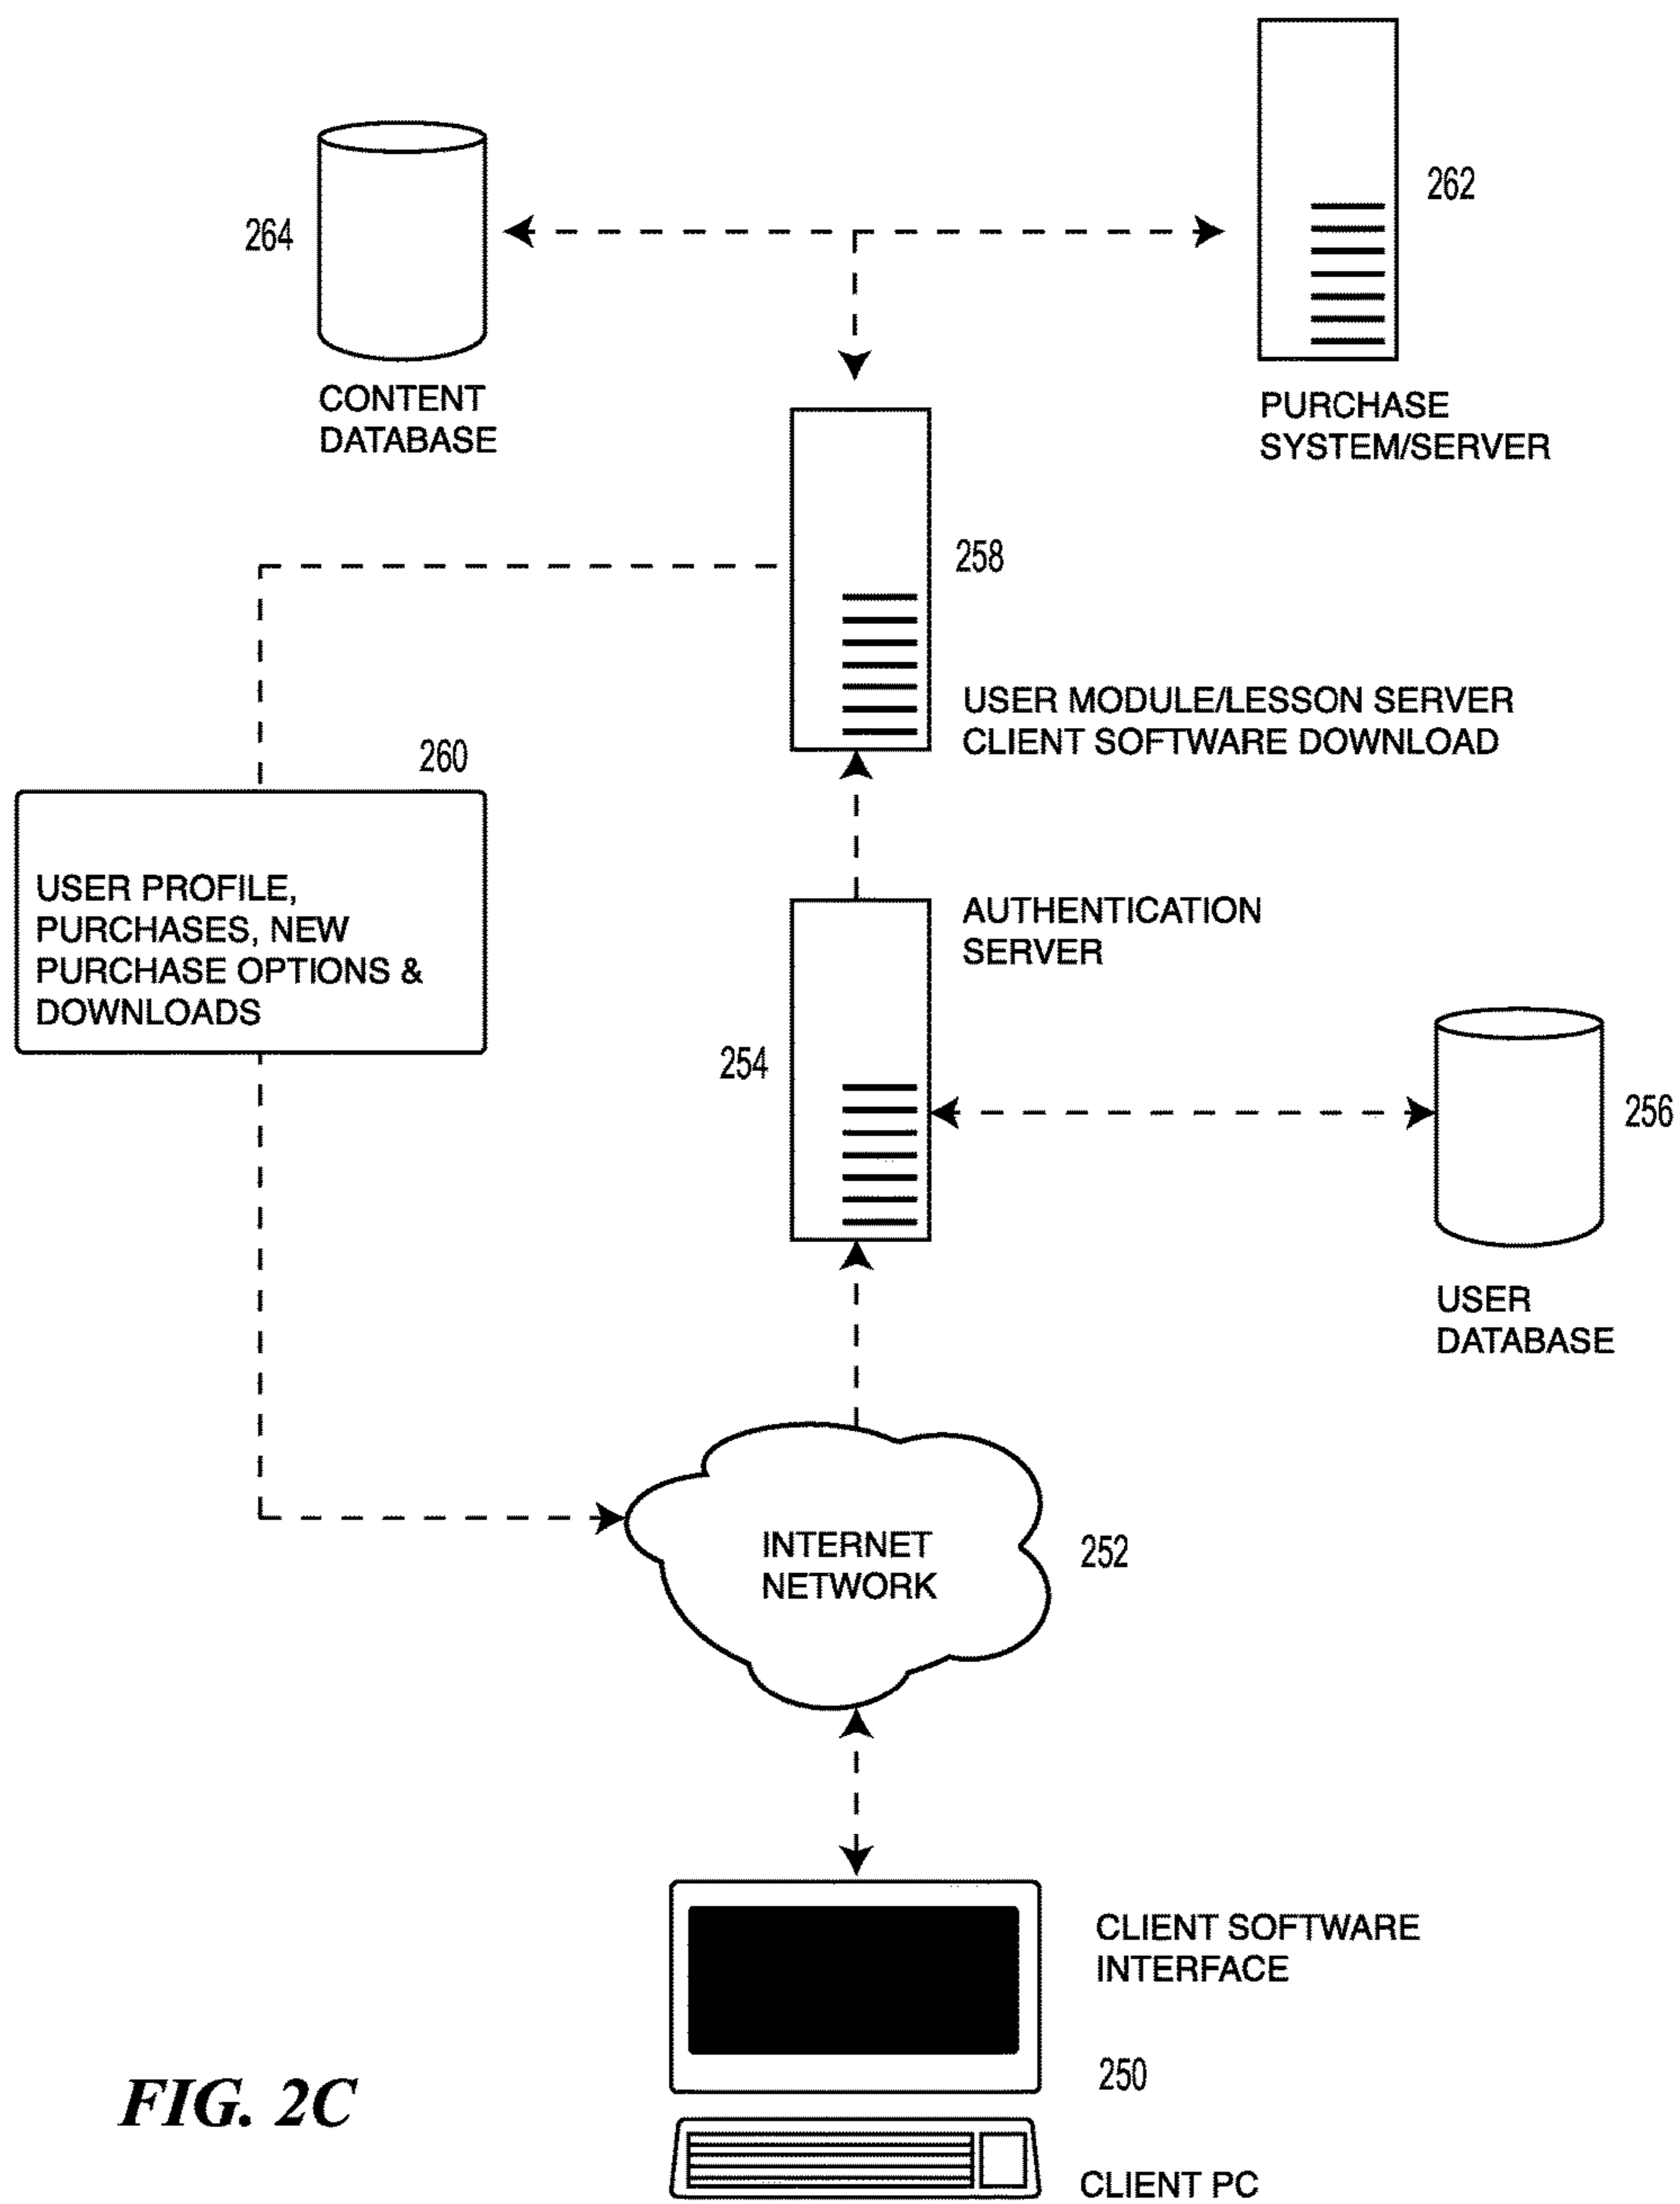 262
264
CONTENT
DATABASE
PURCHASE
SYSTEM/SERVER
258
USER MODULE/LESSON SERVER
CLIENT SOFTWARE DOWNLOAD
260
USER PROFILE,
PURCHASES, NEW
PURCHASE OPTIONS &
DOWNLOADS
AUTHENTICATION
SERVER
254
256
USER
DATABASE
INTERNET
NETWORK
252
CLIENT SOFTWARE
INTERFACE
250
FIG. 2C
CLIENT PC